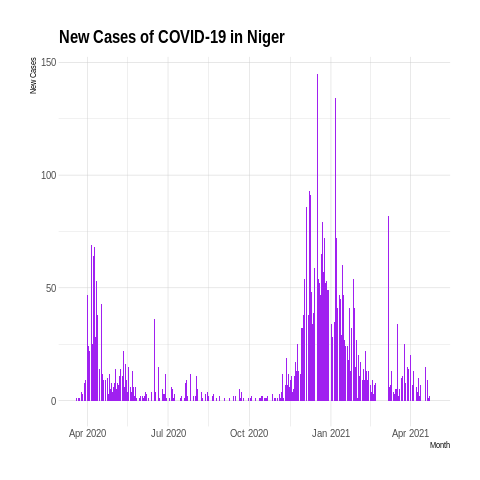 New Cases of COVID-19 in Niger
New Cases
150
100
50
0
Apr 2020 Jul 2020 Oct 2020 Jan 2021 Apr 2021
Month